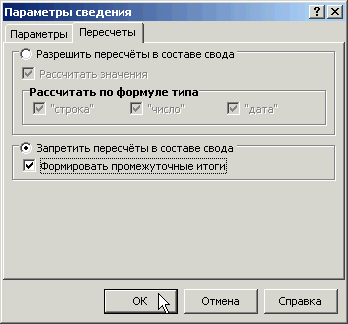 Параметры сведения
Параметры Пересчеты
Разрешить пересчёты в составе свода
Рассчитать значения
Рассчитать по формуле типа
"строка" "число" "дата"
Запретить пересчёты в составе свода
Формировать промежуточные итоги
ОК Отмена Справка